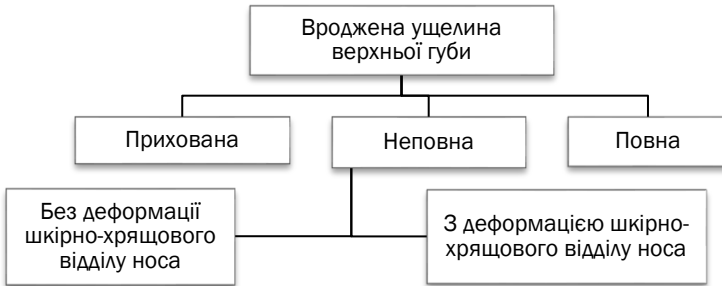 Вроджена ущелина
верхньої губи
Прихована
Неповна
Повна
Без деформації
шкірно-хрящового
відділу носа
З деформацією шкірно-
хрящового відділу носа